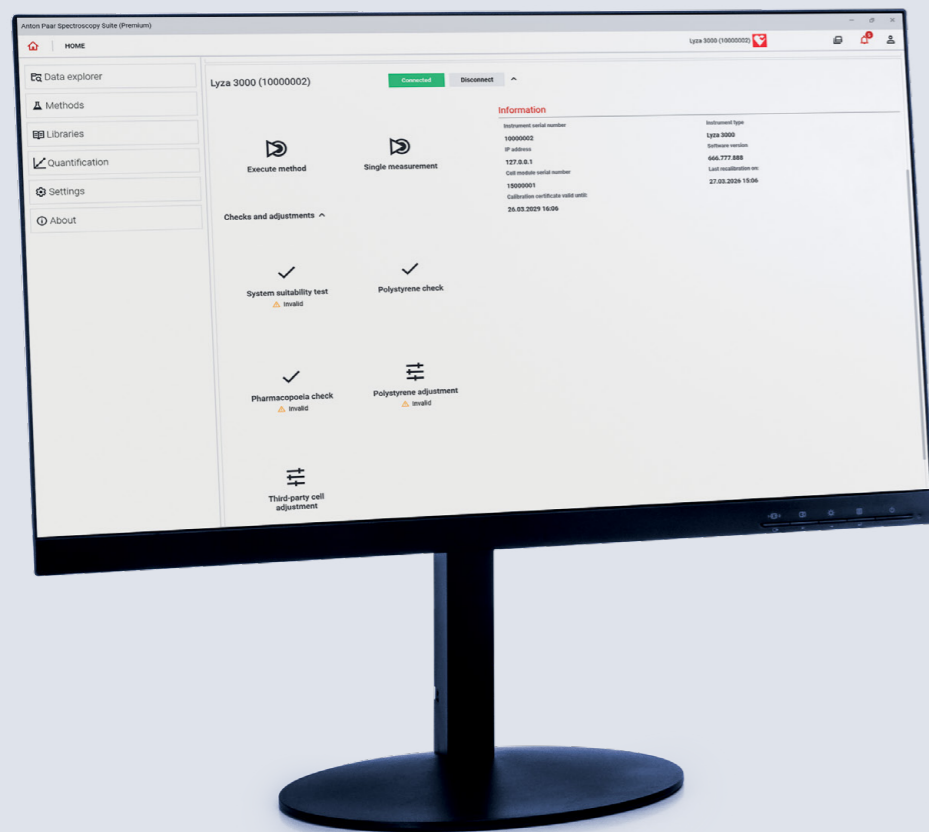 Anton Paar Spectroscopy Suite (Premium)
HOME
Lyza 3000 (10000002)
5
Data explorer
Methods
Libraries
Quantification
Settings
About
Lyza 3000 (10000002)
Connected
Disconnect
Execute method
Single measurement
Checks and adjustments
System suitability test
Invalid
Polystyrene check
Pharmacopoeia check
Invalid
Polystyrene adjustment
Invalid
Third-party cell
adjustment
Information
Instrument serial number
10000002
IP address
127.0.0.1
Cell module serial number
15000001
Calibration certificate valid until:
26.03.2029 16:06
Instrument type
Lyza 3000
Software version
666.777.888
Last recalibration on:
27.03.2026 15:06